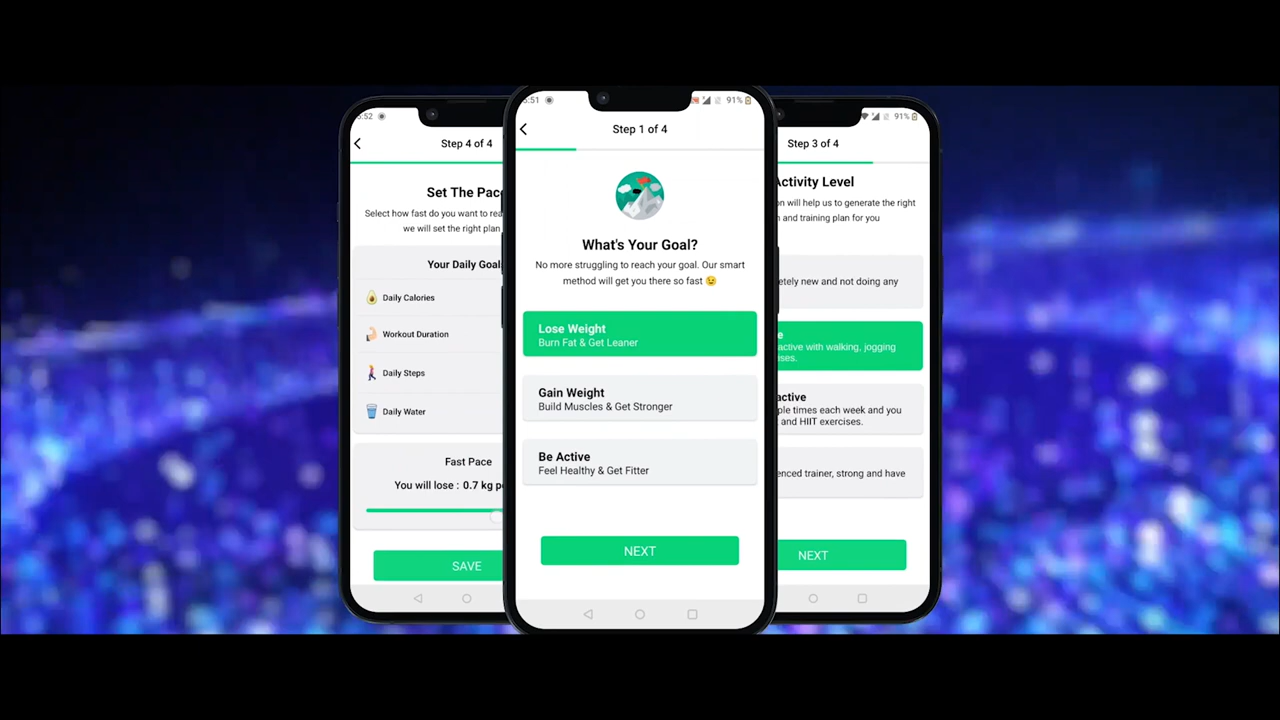 5:52
Step 4 of 4
Set The Pace
Select how fast do you want to
we will set the right plan
Your Daily Goal
Daily Calories
Workout Duration
Daily Steps
Daily Water
Fast Pace
You will lose : 0.7 kg
SAVE
5:51
91%
Step 1 of 4
What's Your Goal?
No more struggling to reach your goal. Our smart
method will get you there so fast 😉
Lose Weight
Burn Fat & Get Leaner
Gain Weight
Build Muscles & Get Stronger
Be Active
Feel Healthy & Get Fitter
NEXT
91%
Step 3 of 4
Activity Level
will help us to generate the right
and training plan for you
new and not doing any
active with walking, jogging
active
times each week and you
and HIIT exercises.
trainer, strong and have
NEXT